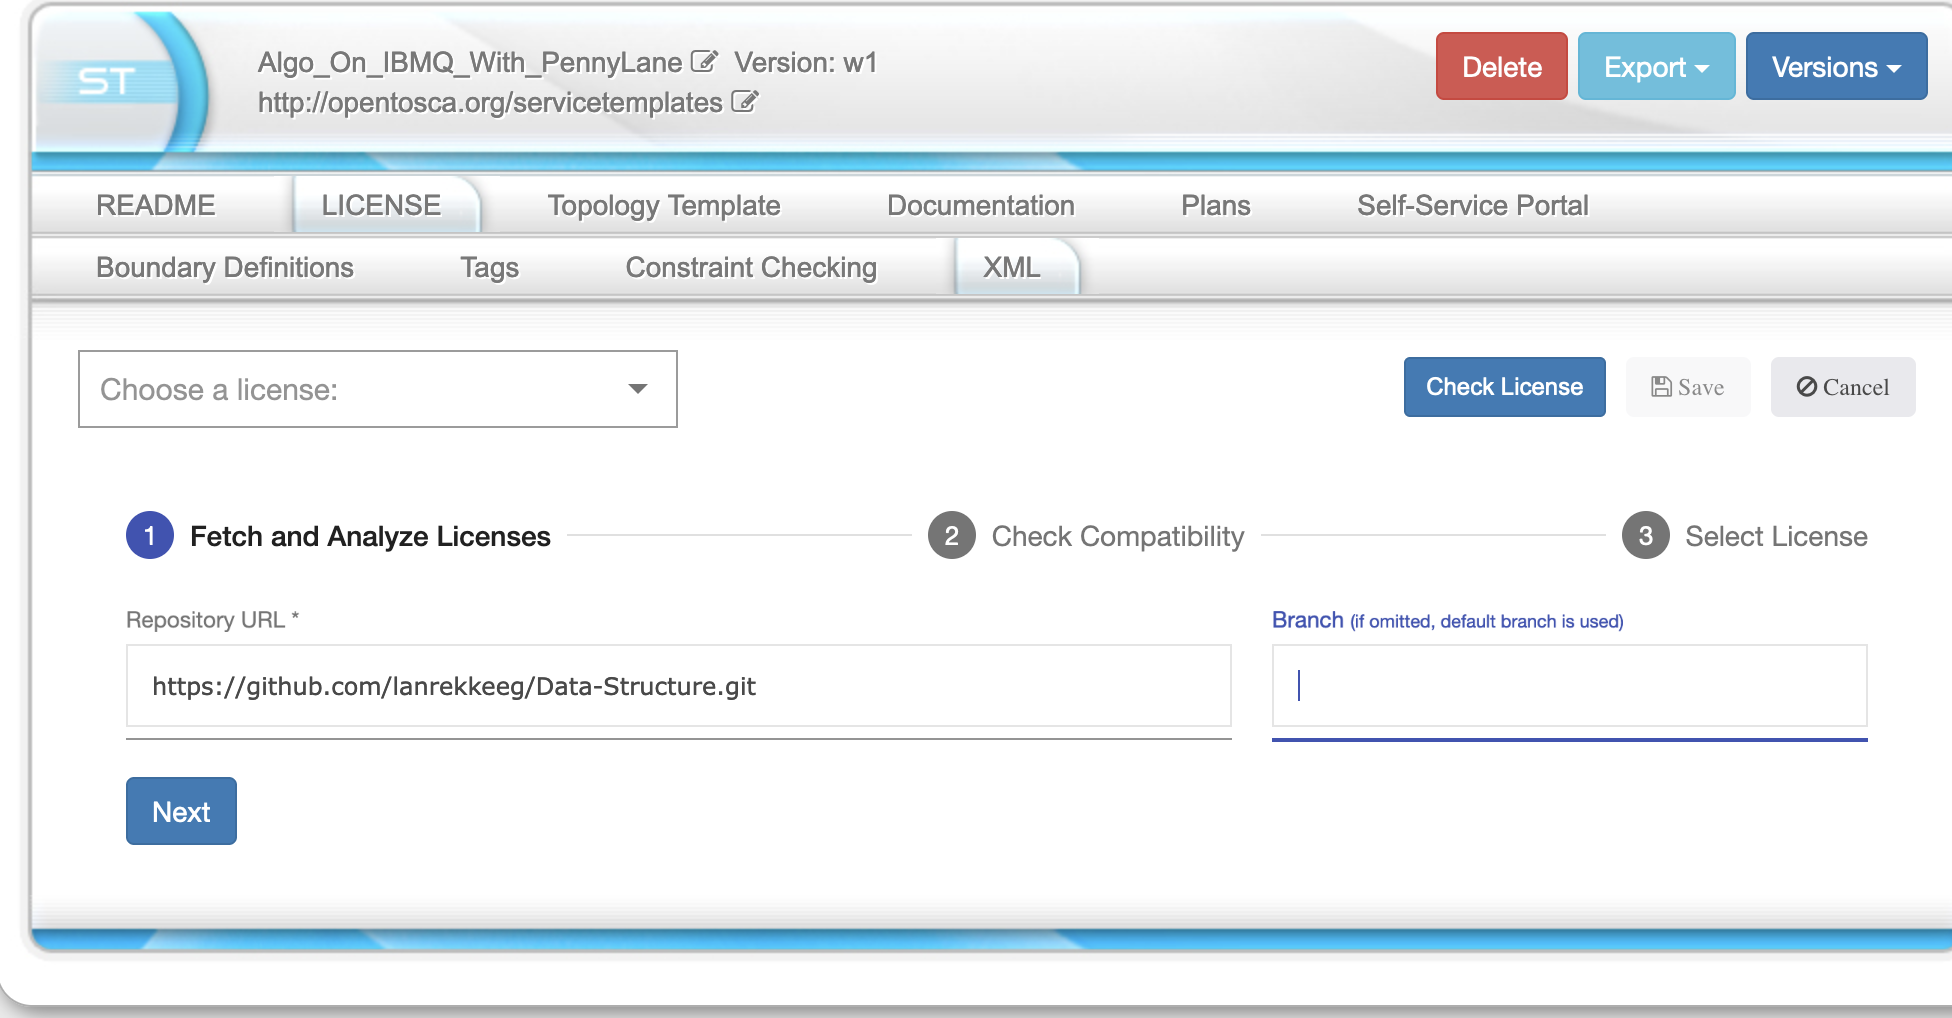 ST
Algo_On_IBMQ_With_PennyLane Version: w1
http://opentosca.org/servicetemplates
Delete
Export
Versions
README
LICENSE
Topology Template
Documentation
Plans
Self-Service Portal
Boundary Definitions
Tags
Constraint Checking
XML
Choose a license:
Check License
Save
Cancel
1 Fetch and Analyze Licenses
2 Check Compatibility
3 Select License
Repository URL *
https://github.com/lanrekkeeg/Data-Structure.git
Branch (if omitted, default branch is used)
Next